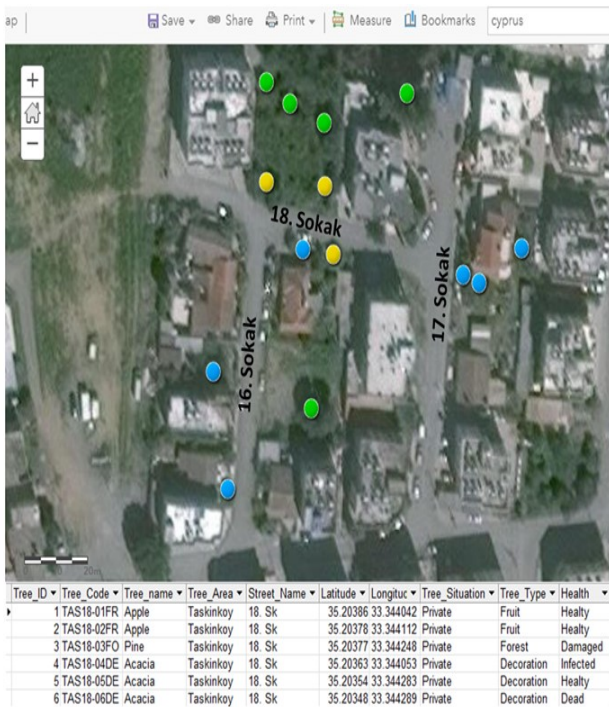 ap Save Share Print Measure Bookmarks cyprus
+
−
18. Sokak
17. Sokak
16. Sokak
20m
Tree_ID Tree_Code Tree_name Tree_Area Street_Name Latitude Longituc Tree_Situation Tree_Type Health
1 TAS18-01FR Apple Taskinkoy 18. Sk 35.20386 33.344042 Private Fruit Healty
2 TAS18-02FR Apple Taskinkoy 18. Sk 35.20378 33.344112 Private Fruit Healty
3 TAS18-03FO Pine Taskinkoy 18. Sk 35.20377 33.344248 Private Forest Damaged
4 TAS18-04DE Acacia Taskinkoy 18. Sk 35.20363 33.344053 Private Decoration Infected
5 TAS18-05DE Acacia Taskinkoy 18. Sk 35.20354 33.344283 Private Decoration Healty
6 TAS18-06DE Acacia Taskinkoy 18. Sk 35.20348 33.344289 Private Decoration Dead